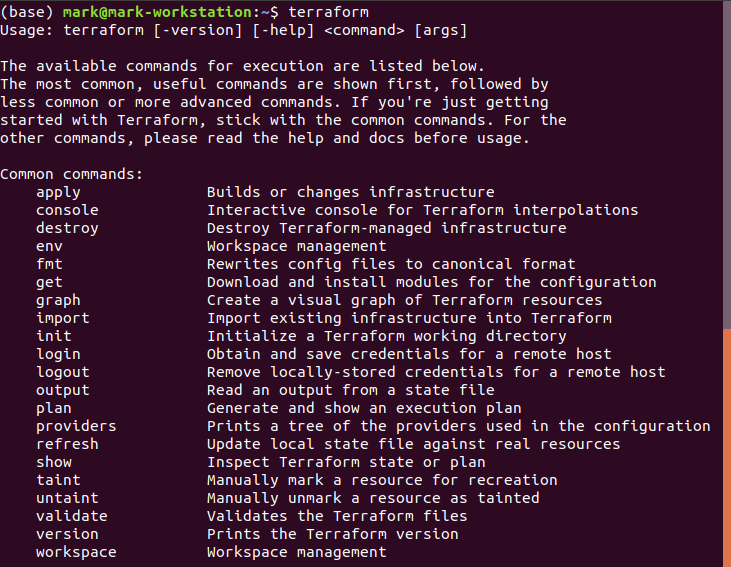 (base) mark@mark-workstation:~$ terraform
Usage: terraform [-version] [-help] <command> [args]

The available commands for execution are listed below.
The most common, useful commands are shown first, followed by
less common or more advanced commands. If you're just getting
started with Terraform, stick with the common commands. For the
other commands, please read the help and docs before usage.

Common commands:
    apply              Builds or changes infrastructure
    console            Interactive console for Terraform interpolations
    destroy            Destroy Terraform-managed infrastructure
    env                Workspace management
    fmt                Rewrites config files to canonical format
    get                Download and install modules for the configuration
    graph              Create a visual graph of Terraform resources
    import             Import existing infrastructure into Terraform
    init               Initialize a Terraform working directory
    login              Obtain and save credentials for a remote host
    logout             Remove locally-stored credentials for a remote host
    output             Read an output from a state file
    plan               Generate and show an execution plan
    providers          Prints a tree of the providers used in the configuration
    refresh            Update local state file against real resources
    show               Inspect Terraform state or plan
    taint              Manually mark a resource for recreation
    untaint            Manually unmark a resource as tainted
    validate           Validates the Terraform files
    version            Prints the Terraform version
    workspace          Workspace management